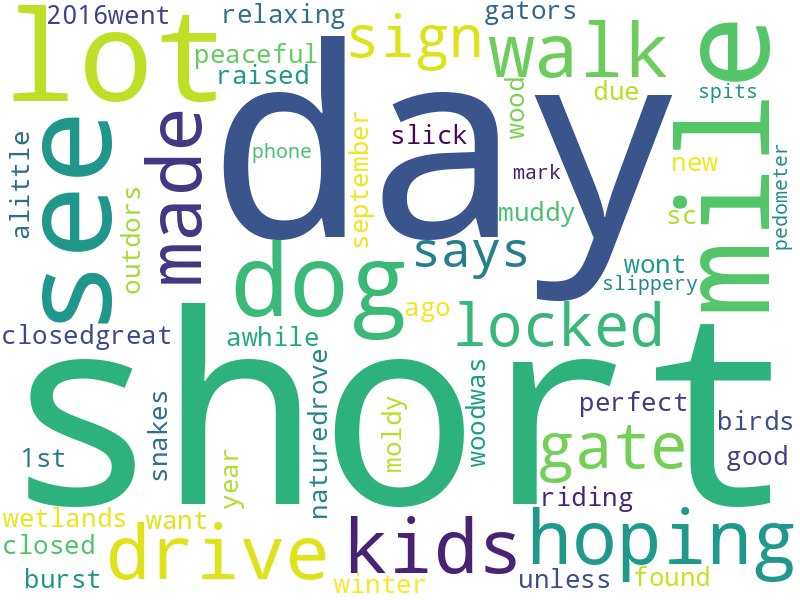 2016went
relaxing
gators
lot
sign
walk
mile
peaceful
raised
day
wood
due
spits
see
made
phone
september
slick
mark
new
alittle
outdors
muddy
sc
pedometer
dog
says
wont
slippery
closedgreat
awhile
ago
locked
short
naturedrove
moldy
woodwas
perfect
birds
snakes
1st
year
gate
good
riding
wetlands
want
drive
kids
hoping
closed
burst
winter
unless
found